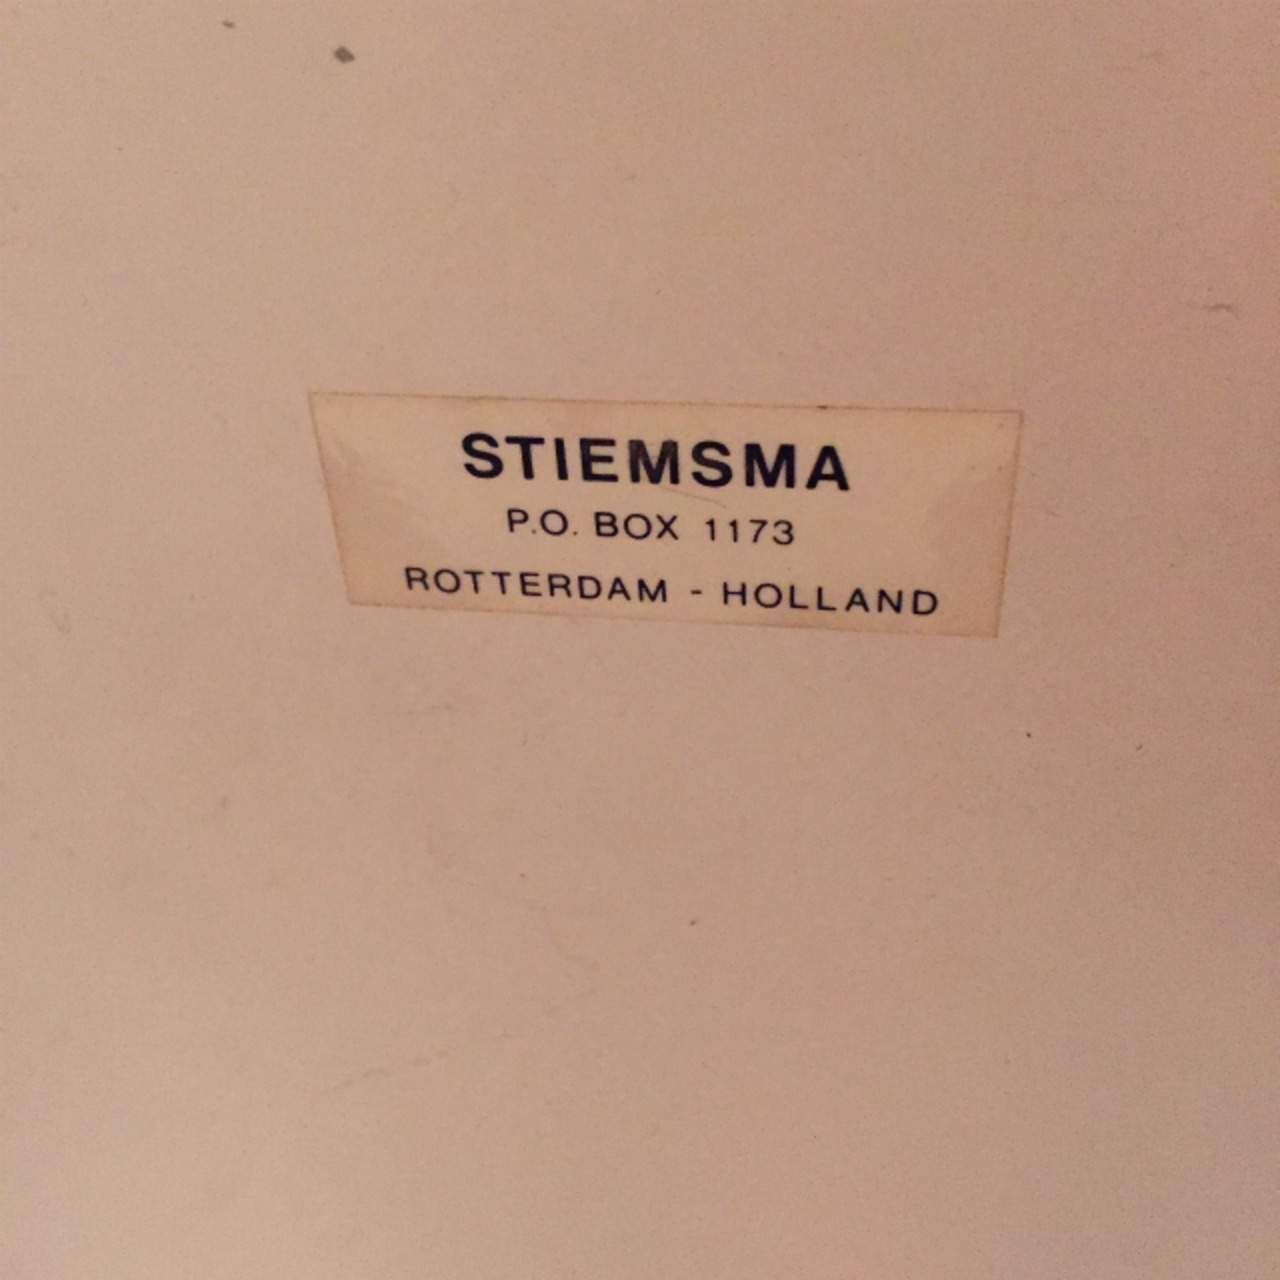 STIEMSMA
P.O. BOX 1173
ROTTERDAM - HOLLAND